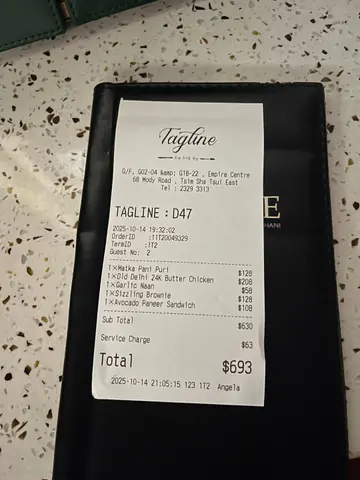 Tagline
G/F, G02-04 &amp; G18-22 , Empire Centre
68 Mody Road , Tsim Sha Tsui East
Tel : 2329 3313
TAGLINE : D47
2025-10-14 19:32:02
OrderID :11T20049329
TermID :1T2
Guest No: 2
1×Matka Pani Puri $128
1×Old Delhi 24K Butter Chicken $208
1×Garlic Naan $58
1×Sizzling Brownie $128
1×Avocado Paneer Sandwich $108
Sub Total $630
Service Charge $63
Total $693
2025-10-14 21:05:15 123 1T2 Angela
E
HANI